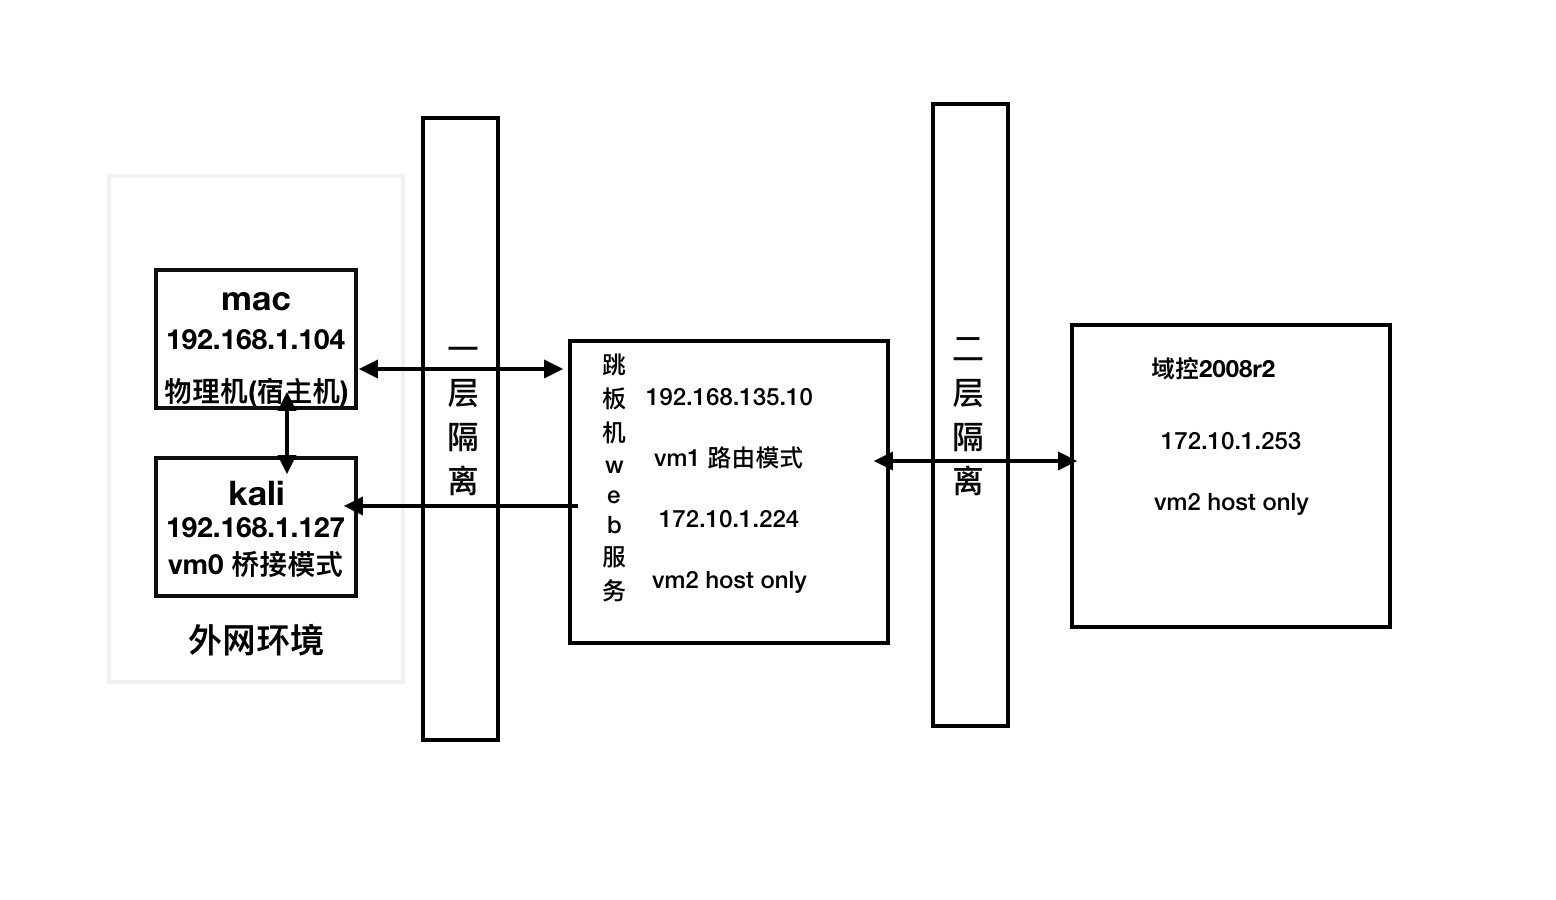 mac
192.168.1.104
物理机(宿主机)
kali
192.168.1.127
vm0 桥接模式
外网环境
一层隔离
跳板机web服务
192.168.135.10
vm1 路由模式
172.10.1.224
vm2 host only
二层隔离
域控2008r2
172.10.1.253
vm2 host only